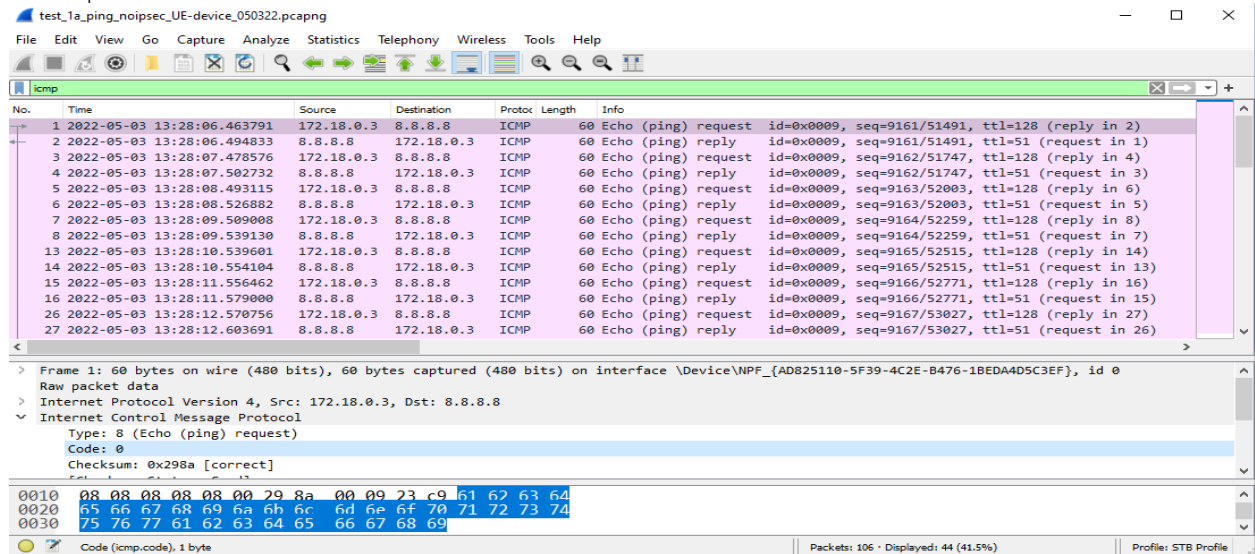 test_1a_ping_noipsec_UE-device_050322.pcapng
File Edit View Go Capture Analyze Statistics Telephony Wireless Tools Help
icmp
No. Time Source Destination Protoc Length Info
1 2022-05-03 13:28:06.463791 172.18.0.3 8.8.8.8 ICMP 60 Echo (ping) request id=0x0009, seq=9161/51491, ttl=128 (reply in 2)
2 2022-05-03 13:28:06.494833 8.8.8.8 172.18.0.3 ICMP 60 Echo (ping) reply id=0x0009, seq=9161/51491, ttl=51 (request in 1)
3 2022-05-03 13:28:07.478576 172.18.0.3 8.8.8.8 ICMP 60 Echo (ping) request id=0x0009, seq=9162/51747, ttl=128 (reply in 4)
4 2022-05-03 13:28:07.502732 8.8.8.8 172.18.0.3 ICMP 60 Echo (ping) reply id=0x0009, seq=9162/51747, ttl=51 (request in 3)
5 2022-05-03 13:28:08.493115 172.18.0.3 8.8.8.8 ICMP 60 Echo (ping) request id=0x0009, seq=9163/52003, ttl=128 (reply in 6)
6 2022-05-03 13:28:08.526882 8.8.8.8 172.18.0.3 ICMP 60 Echo (ping) reply id=0x0009, seq=9163/52003, ttl=51 (request in 5)
7 2022-05-03 13:28:09.509008 172.18.0.3 8.8.8.8 ICMP 60 Echo (ping) request id=0x0009, seq=9164/52259, ttl=128 (reply in 8)
8 2022-05-03 13:28:09.539130 8.8.8.8 172.18.0.3 ICMP 60 Echo (ping) reply id=0x0009, seq=9164/52259, ttl=51 (request in 7)
13 2022-05-03 13:28:10.539601 172.18.0.3 8.8.8.8 ICMP 60 Echo (ping) request id=0x0009, seq=9165/52515, ttl=128 (reply in 14)
14 2022-05-03 13:28:10.554104 8.8.8.8 172.18.0.3 ICMP 60 Echo (ping) reply id=0x0009, seq=9165/52515, ttl=51 (request in 13)
15 2022-05-03 13:28:11.556462 172.18.0.3 8.8.8.8 ICMP 60 Echo (ping) request id=0x0009, seq=9166/52771, ttl=128 (reply in 16)
16 2022-05-03 13:28:11.579000 8.8.8.8 172.18.0.3 ICMP 60 Echo (ping) reply id=0x0009, seq=9166/52771, ttl=51 (request in 15)
26 2022-05-03 13:28:12.570756 172.18.0.3 8.8.8.8 ICMP 60 Echo (ping) request id=0x0009, seq=9167/53027, ttl=128 (reply in 27)
27 2022-05-03 13:28:12.603691 8.8.8.8 172.18.0.3 ICMP 60 Echo (ping) reply id=0x0009, seq=9167/53027, ttl=51 (request in 26)
Frame 1: 60 bytes on wire (480 bits), 60 bytes captured (480 bits) on interface \Device\NPF_{AD825110-5F39-4C2E-B476-1BEDA4D5C3EF}, id 0
Raw packet data
Internet Protocol Version 4, Src: 172.18.0.3, Dst: 8.8.8.8
Internet Control Message Protocol
Type: 8 (Echo (ping) request)
Code: 0
Checksum: 0x298a [correct]
0010 08 08 08 08 08 00 29 8a 00 09 23 c9 61 62 63 64
0020 65 66 67 68 69 6a 6b 6c 6d 6e 6f 70 71 72 73 74
0030 75 76 77 61 62 63 64 65 66 67 68 69
Code (icmp.code), 1 byte
Packets: 106 · Displayed: 44 (41.5%)
Profile: STB Profile